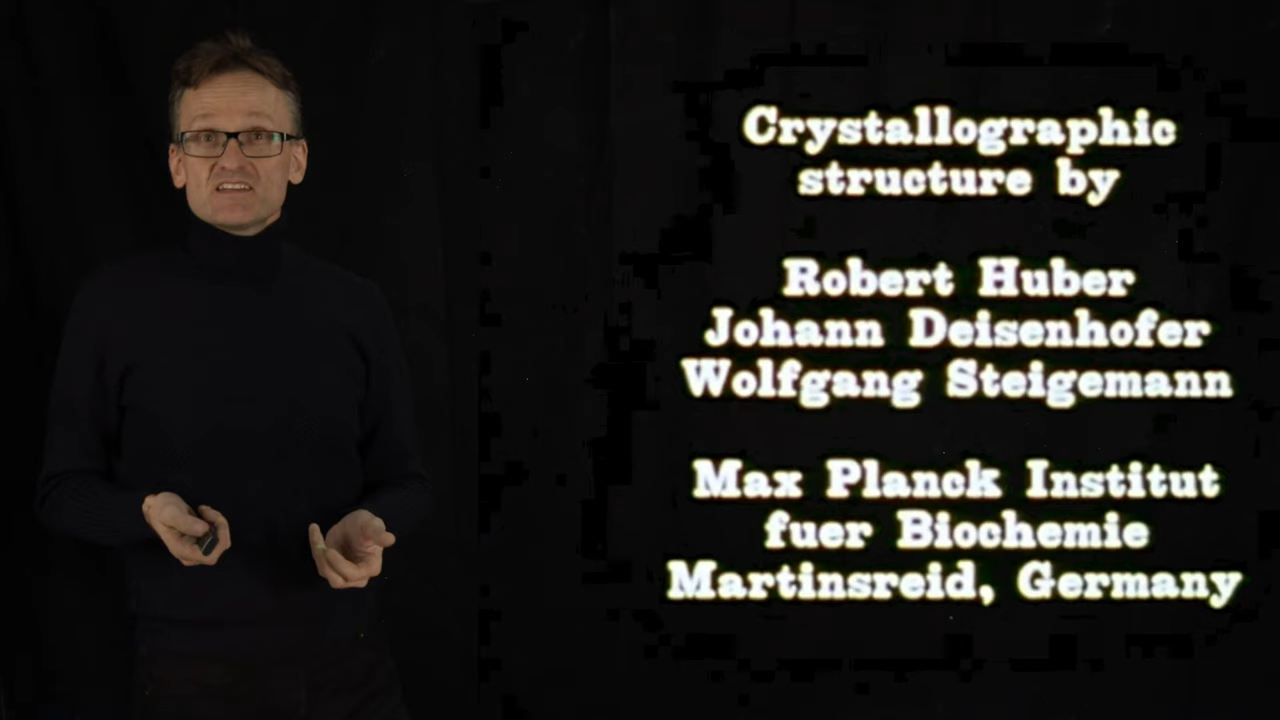 Crystallographic
structure by
Robert Huber
Johann Deisenhofer
Wolfgang Steigemann
Max Planck Institut
fuer Biochemie
Martinsreid, Germany